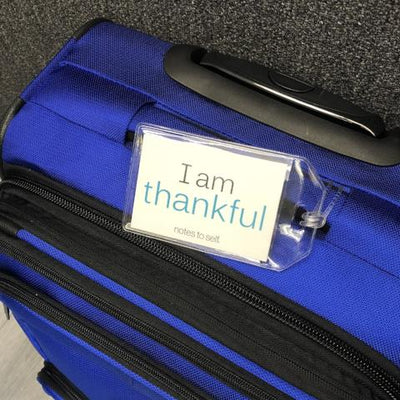 I am
thankful
notes to self.